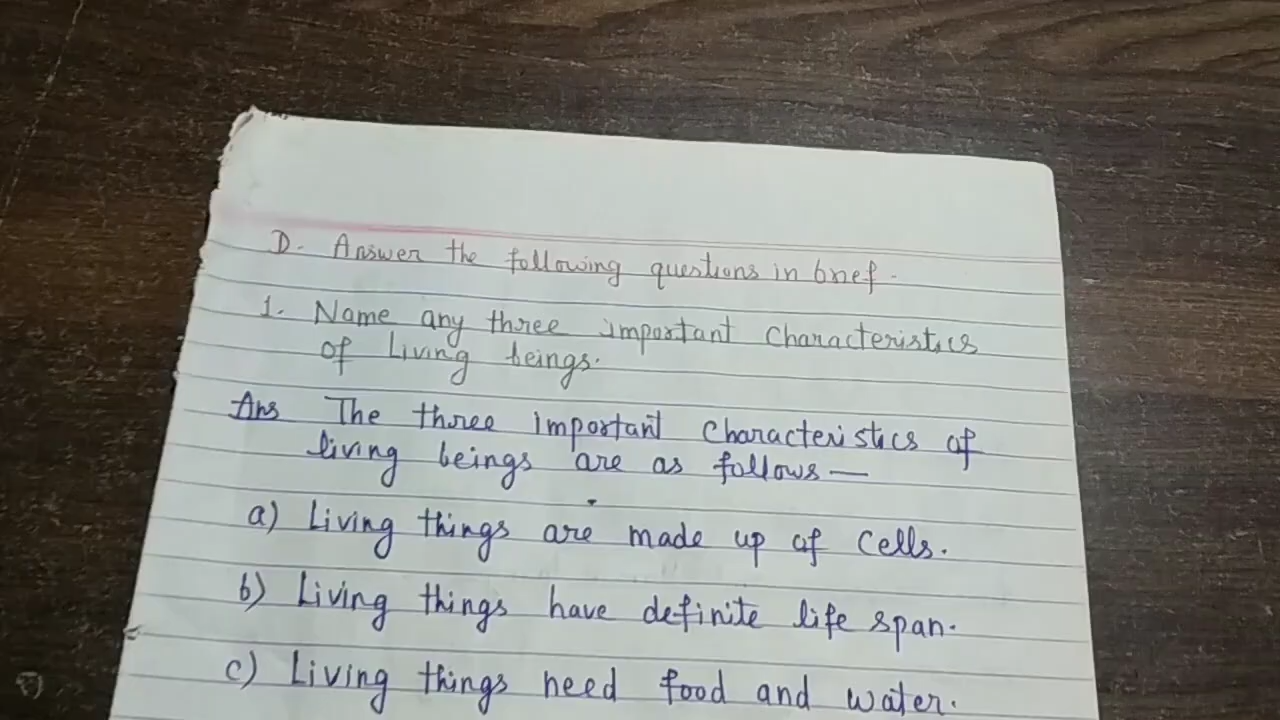 D. Answer the following questions in brief.
1. Name any three important characteristics
of living beings.
Ans The three important characteristics of
living beings are as follows —
a) Living things are made up of cells.
b) Living things have definite life span.
c) Living things need food and water.